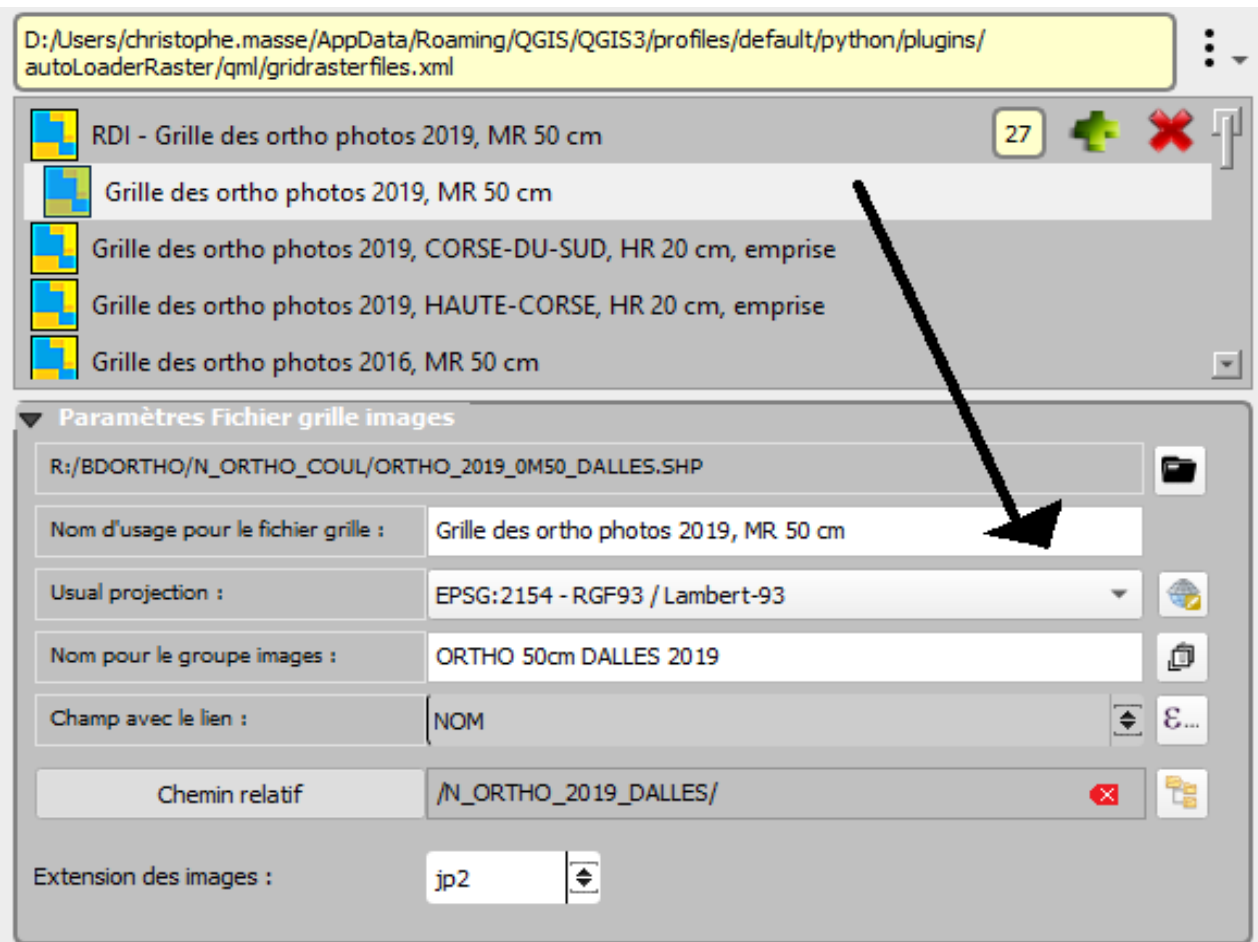 D:/Users/christophe.masse/AppData/Roaming/QGIS/QGIS3/profiles/default/python/plugins/
autoLoaderRaster/qml/gridrasterfiles.xml
RDI - Grille des ortho photos 2019, MR 50 cm 27
Grille des ortho photos 2019, MR 50 cm
Grille des ortho photos 2019, CORSE-DU-SUD, HR 20 cm, emprise
Grille des ortho photos 2019, HAUTE-CORSE, HR 20 cm, emprise
Grille des ortho photos 2016, MR 50 cm
Paramètres Fichier grille images
R:/BDORTHO/N_ORTHO_COUL/ORTHO_2019_0M50_DALLES.SHP
Nom d'usage pour le fichier grille : Grille des ortho photos 2019, MR 50 cm
Usual projection : EPSG:2154 - RGF93 / Lambert-93
Nom pour le groupe images : ORTHO 50cm DALLES 2019
Champ avec le lien : NOM ε...
Chemin relatif /N_ORTHO_2019_DALLES/
Extension des images : jp2